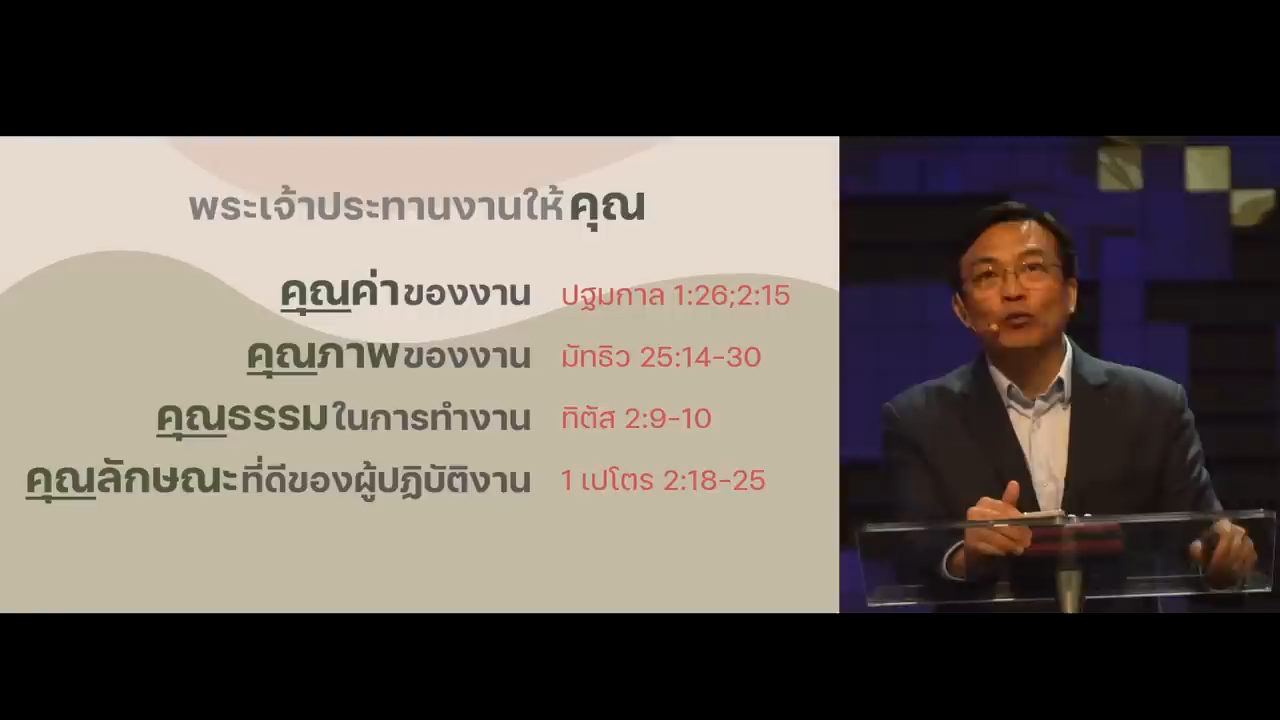 พระเจ้าประทานงานให้คุณ
คุณค่าของงาน ปฐมกาล 1:26;2:15
คุณภาพของงาน มัทธิว 25:14-30
คุณธรรมในการทำงาน ทิตัส 2:9-10
คุณลักษณะที่ดีของผู้ปฏิบัติงาน 1 เปโตร 2:18-25